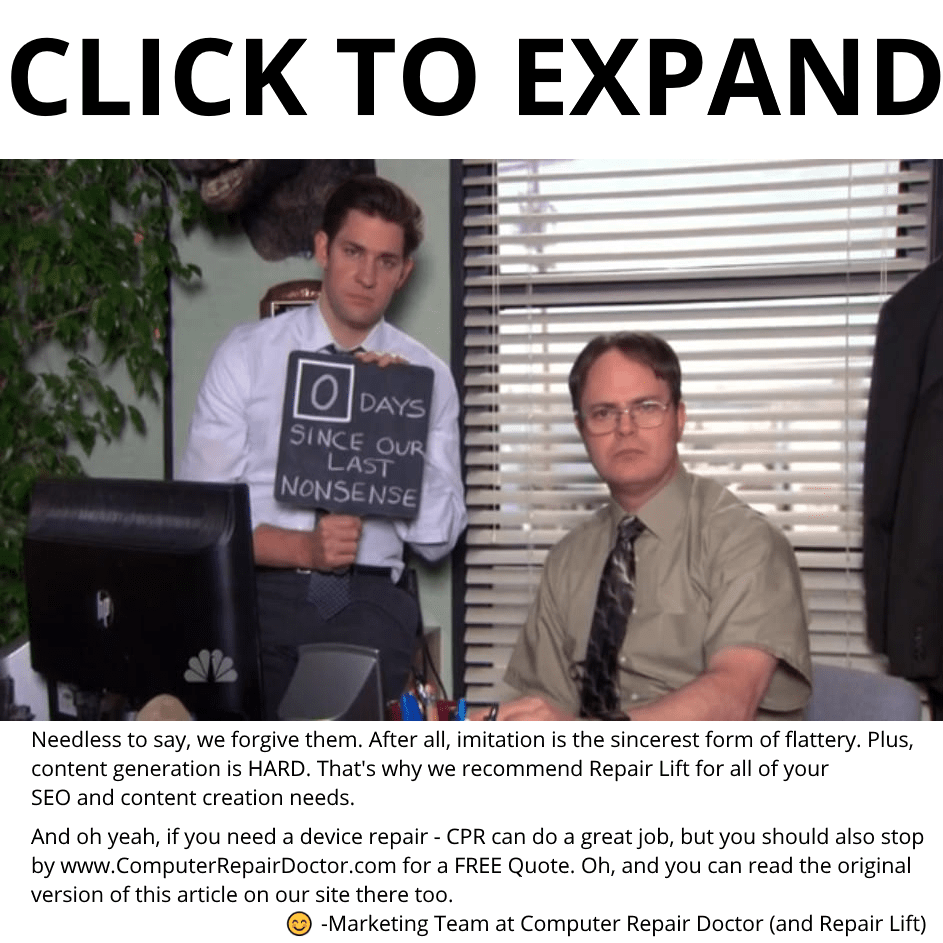 CLICK TO EXPAND
0 DAYS
SINCE OUR
LAST
NONSENSE
Needless to say, we forgive them. After all, imitation is the sincerest form of flattery. Plus,
content generation is HARD. That's why we recommend Repair Lift for all of your
SEO and content creation needs.
And oh yeah, if you need a device repair - CPR can do a great job, but you should also stop
by www.ComputerRepairDoctor.com for a FREE Quote. Oh, and you can read the original
version of this article on our site there too.
😊 -Marketing Team at Computer Repair Doctor (and Repair Lift)